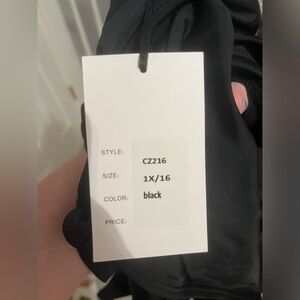 STYLE: CZ216
SIZE: 1X/16
COLOR: black
PRICE: